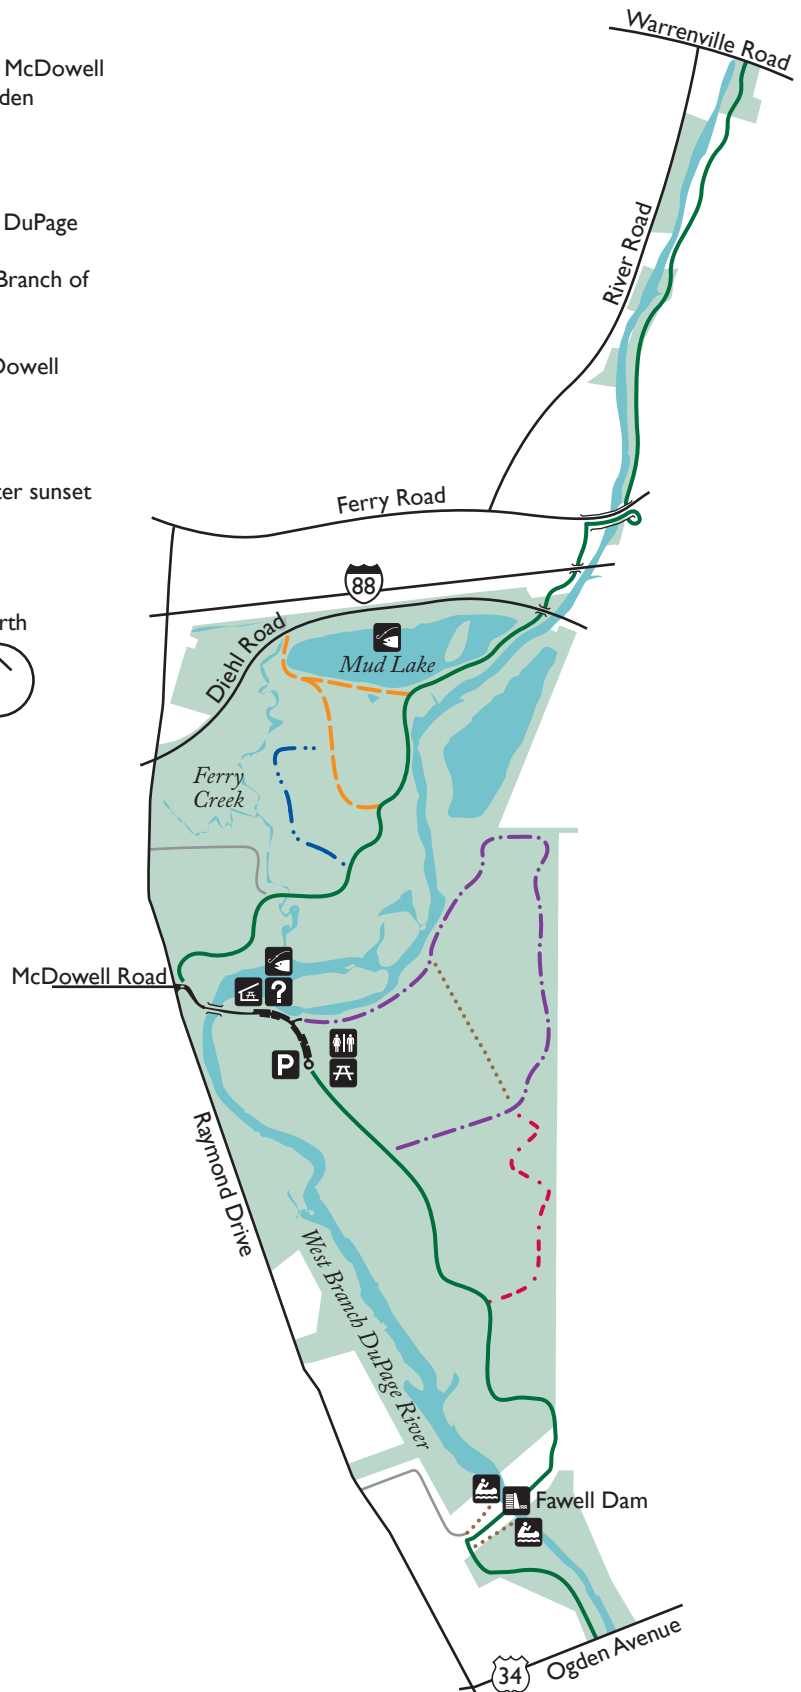 McDowell
den
DuPage
Branch of
Dowell
ter sunset
rth
Warrenville Road
River Road
Ferry Road
88
Diehl Road
Mud Lake
Ferry
Creek
McDowell Road
?
P
Raymond Drive
West Branch DuPage River
Fawell Dam
34
Ogden Avenue